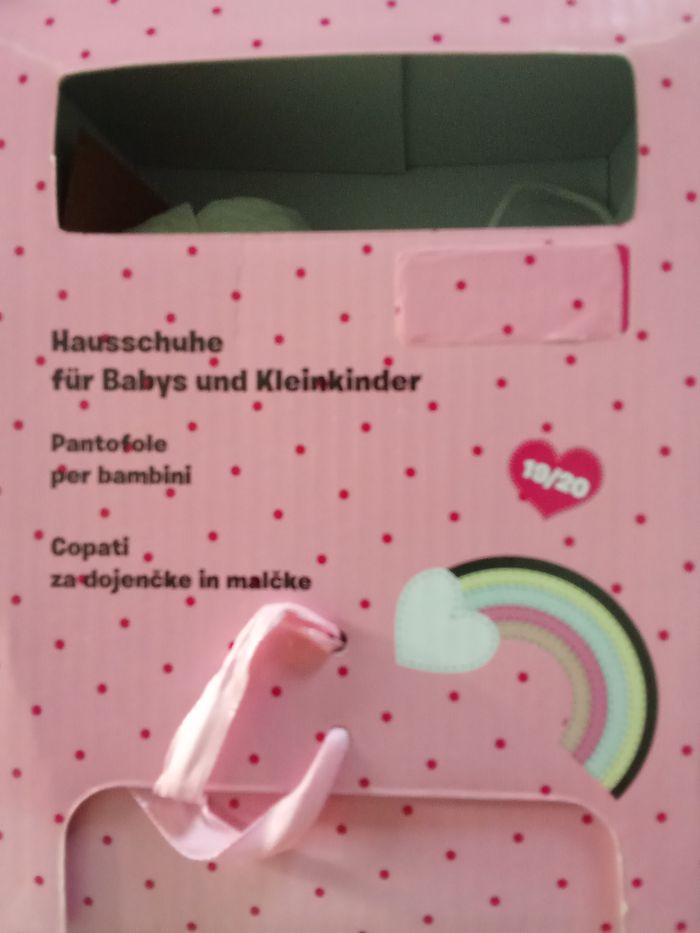 Hausschuhe
für Babys und Kleinkinder
Pantofole
per bambini
19/20
Copati
za dojenčke in malčke